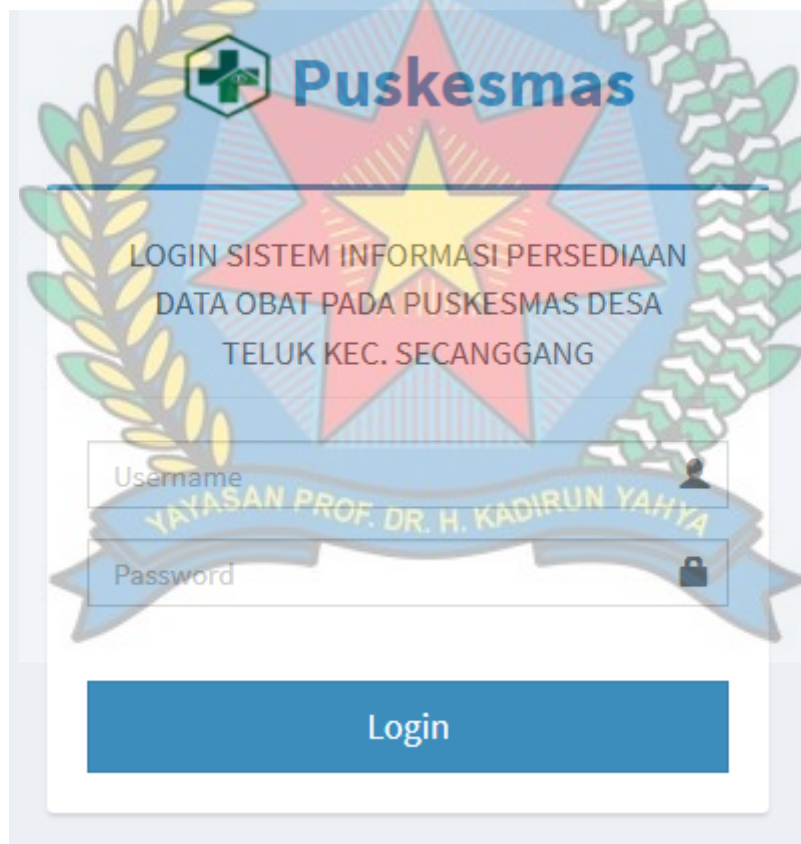 Puskesmas
LOGIN SISTEM INFORMASI PERSEDIAAN
DATA OBAT PADA PUSKESMAS DESA
TELUK KEC. SECANGGANG
Username
YAYASAN PROF. DR. H. KADIRUN YAHYA
Password
Login